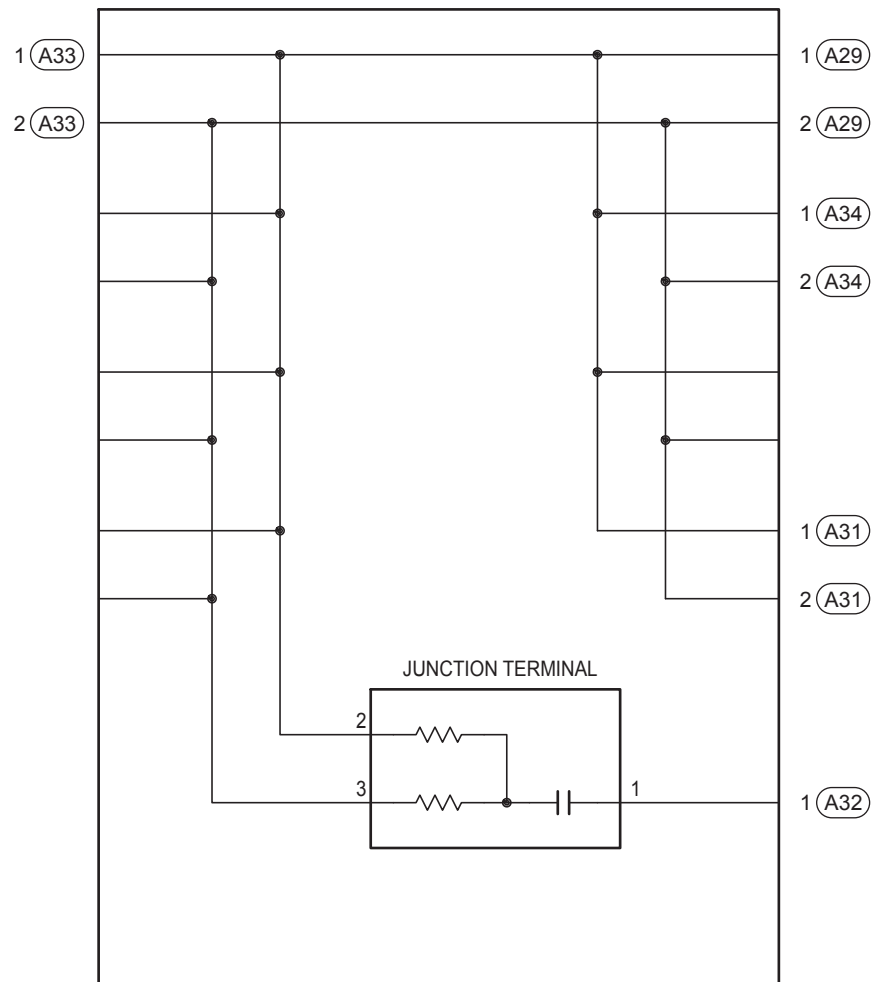 1 A33 1 A29
2 A33 2 A29
1 A34
2 A34
1 A31
2 A31
JUNCTION TERMINAL
2
3 1
1 A32